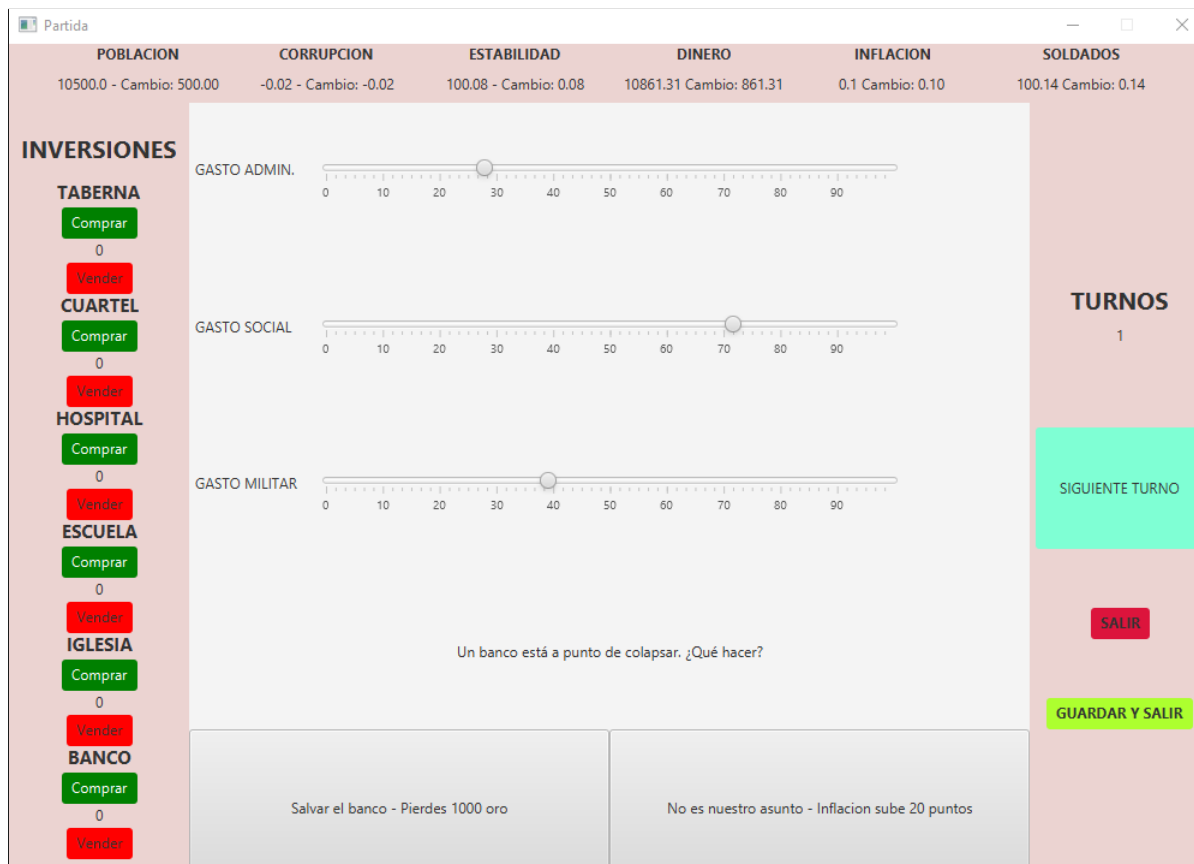 Partida
POBLACION CORRUPCION ESTABILIDAD DINERO INFLACION SOLDADOS
10500.0 - Cambio: 500.00 -0.02 - Cambio: -0.02 100.08 - Cambio: 0.08 10861.31 Cambio: 861.31 0.1 Cambio: 0.10 100.14 Cambio: 0.14
INVERSIONES
TABERNA
Comprar
0
Vender
CUARTEL
Comprar
0
Vender
HOSPITAL
Comprar
0
Vender
ESCUELA
Comprar
0
Vender
IGLESIA
Comprar
0
Vender
BANCO
Comprar
0
Vender
GASTO ADMIN.
0 10 20 30 40 50 60 70 80 90
GASTO SOCIAL
0 10 20 30 40 50 60 70 80 90
GASTO MILITAR
0 10 20 30 40 50 60 70 80 90
Un banco está a punto de colapsar. ¿Qué hacer?
Salvar el banco - Pierdes 1000 oro
No es nuestro asunto - Inflacion sube 20 puntos
TURNOS
1
SIGUIENTE TURNO
SALIR
GUARDAR Y SALIR